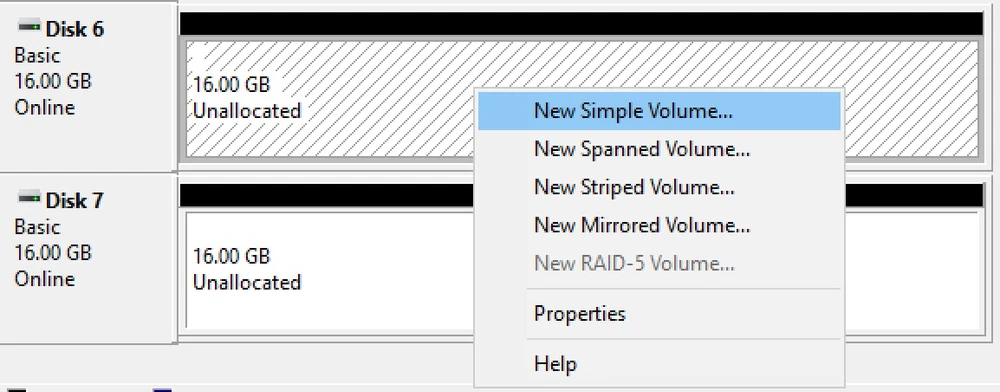 Disk 6
Basic
16.00 GB
Online
16.00 GB
Unallocated
New Simple Volume...
New Spanned Volume...
New Striped Volume...
New Mirrored Volume...
New RAID-5 Volume...
Properties
Help
Disk 7
Basic
16.00 GB
Online
16.00 GB
Unallocated